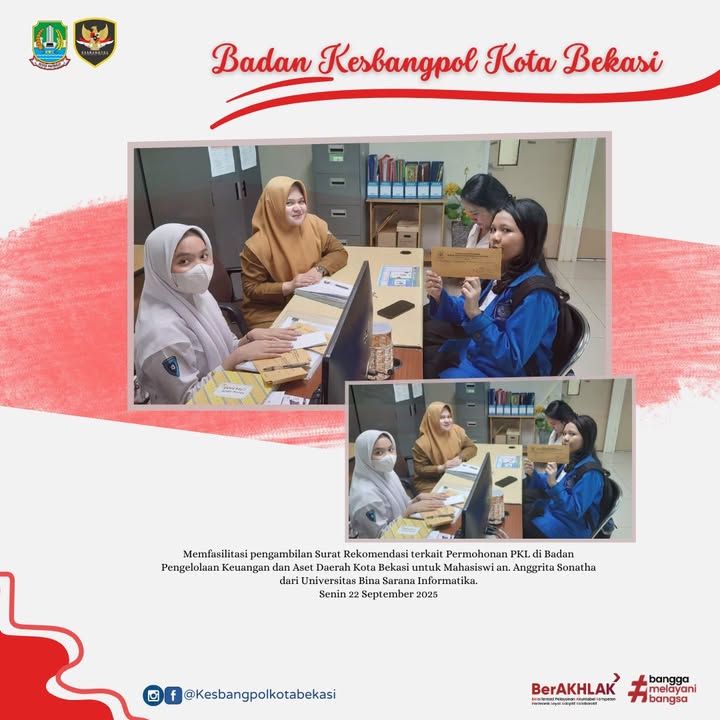 Badan Kesbangpol Kota Bekasi
Memfasilitasi pengambilan Surat Rekomendasi terkait Permohonan PKL di Badan
Pengelolaan Keuangan dan Aset Daerah Kota Bekasi untuk Mahasiswi an. Anggrita Sonatha
dari Universitas Bina Sarana Informatika.
Senin 22 September 2025
@Kesbangpolkotabekasi
BerAKHLAK
#bangga
melayani
bangsa